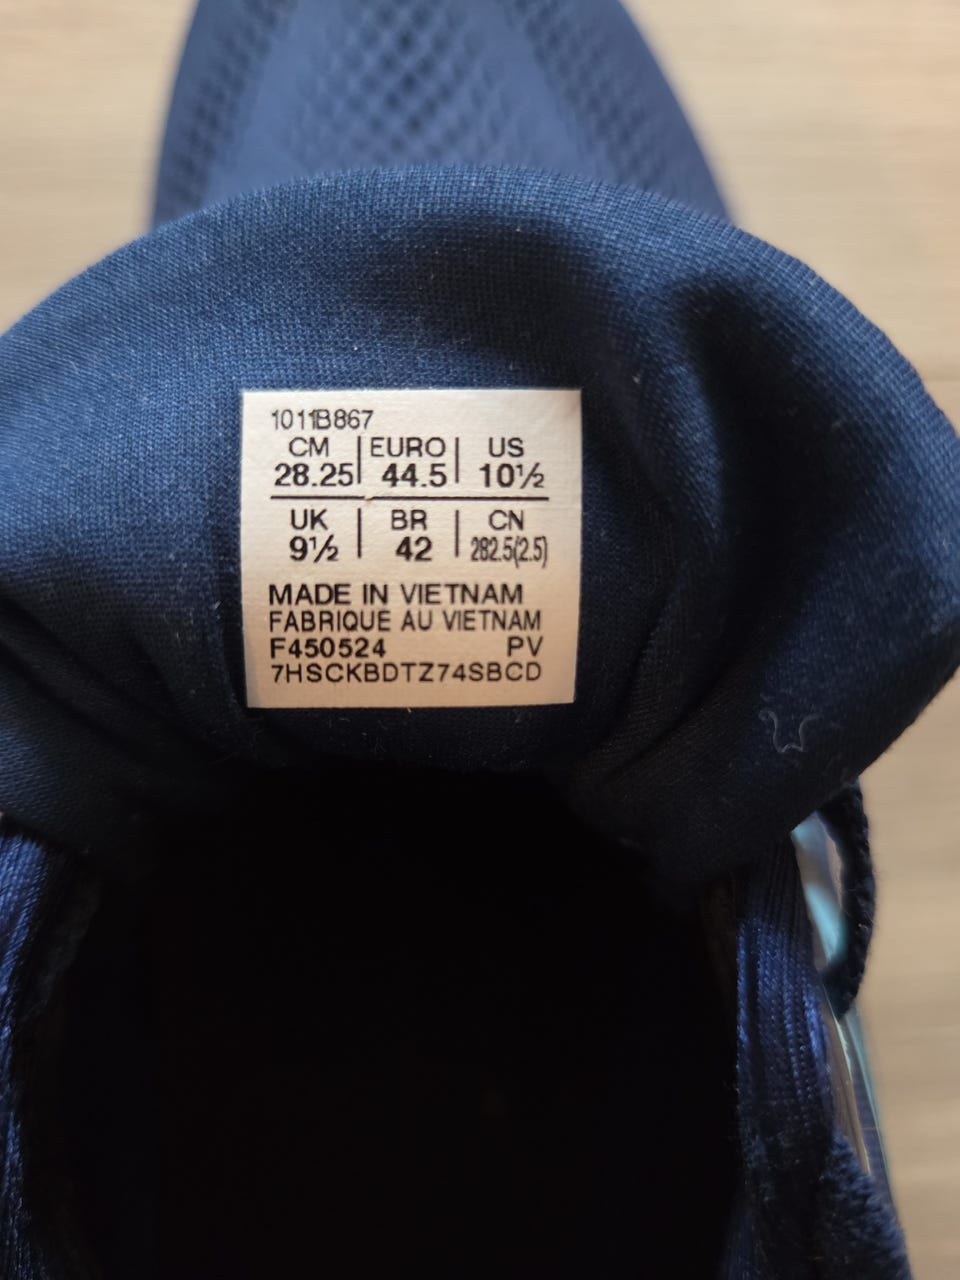 1011B867
CM | EURO | US
28.25 | 44.5 | 10½
UK | BR | CN
9½ | 42 | 282.5(2.5)
MADE IN VIETNAM
FABRIQUE AU VIETNAM
F450524 PV
7HSCKBDTZ74SBCD